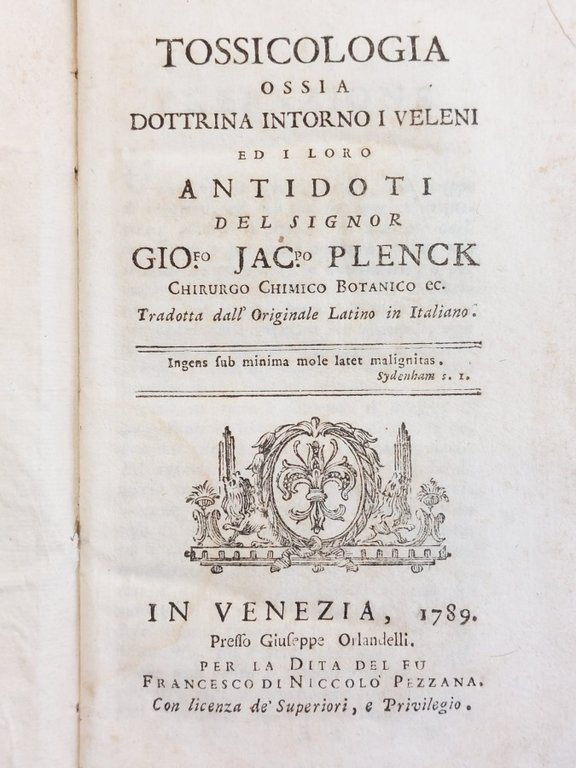 TOSSICOLOGIA
OSSIA
DOTTRINA INTORNO I VELENI
ED I LORO
ANTIDOTI
DEL SIGNOR
GIO.FO JAC.PO PLENCK
CHIRURGO CHIMICO BOTANICO ec.
Tradotta dall' Originale Latino in Italiano.
Ingens ſub minima mole latet malignitas.
Sydenham s. 1.
IN VENEZIA, 1789.
Preſſo Giuſeppe Orlandelli.
PER LA DITA DEL FU
FRANCESCO DI NICCOLO' PEZZANA.
Con licenza de' Superiori, e Privilegio.